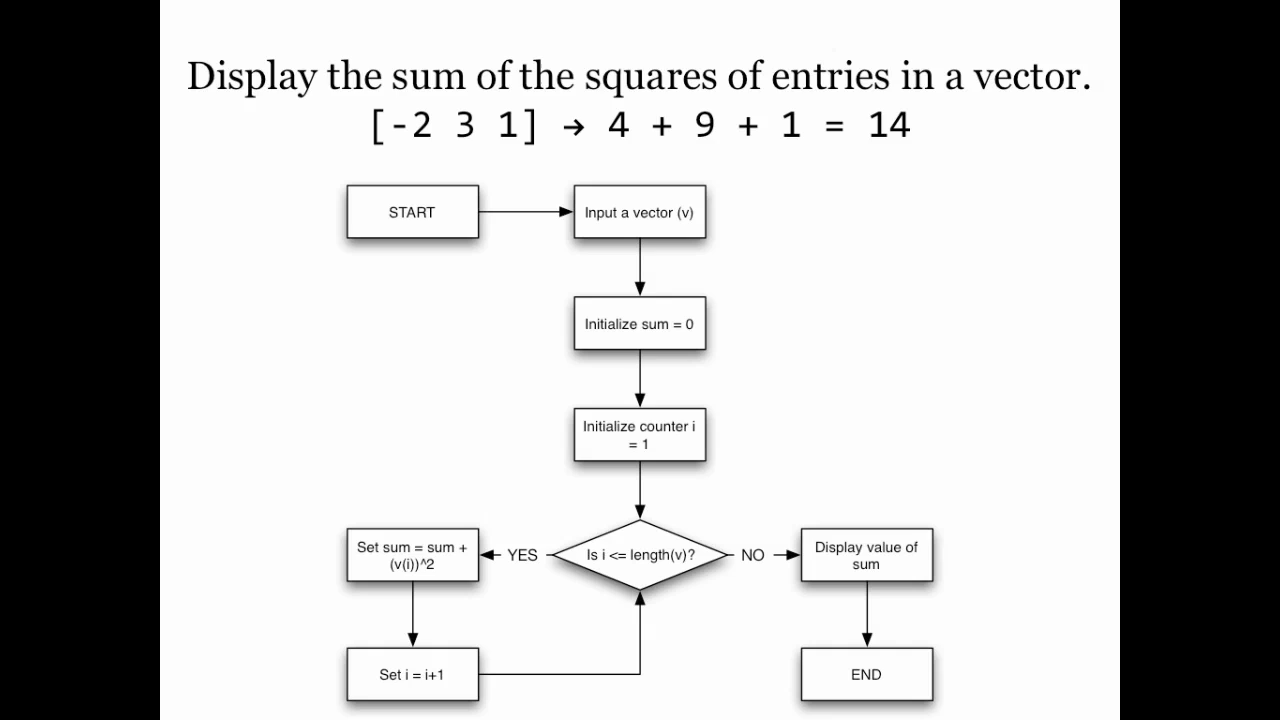 Display the sum of the squares of entries in a vector.
[-2 3 1] → 4 + 9 + 1 = 14
START
Input a vector (v)
Initialize sum = 0
Initialize counter i
= 1
Is i <= length(v)?
YES
Set sum = sum +
(v(i))^2
Set i = i+1
NO
Display value of
sum
END